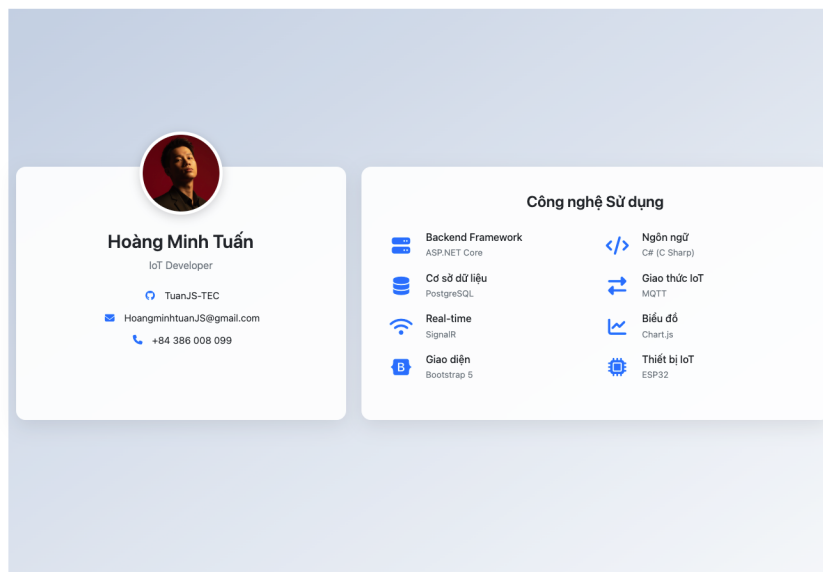 Hoàng Minh Tuấn
IoT Developer
TuanJS-TEC
HoangminhtuanJS@gmail.com
+84 386 008 099
Công nghệ Sử dụng
Backend Framework
ASP.NET Core
Ngôn ngữ
C# (C Sharp)
Cơ sở dữ liệu
PostgreSQL
Giao thức IoT
MQTT
Real-time
SignalR
Biểu đồ
Chart.js
Giao diện
Bootstrap 5
Thiết bị IoT
ESP32